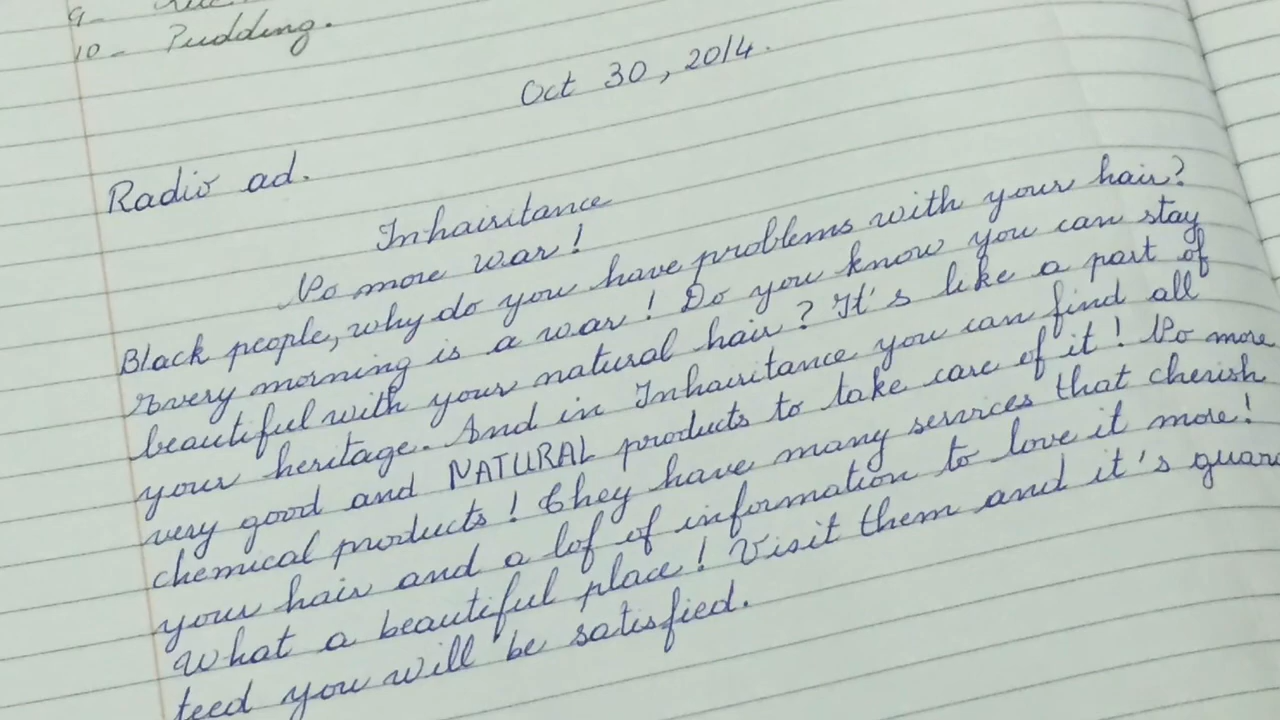 9-
10- Pudding.
Oct 30, 2014.
Radio ad.
Inhairitance
No more war!
Black people, why do you have problems with your hair?
Every morning is a war! Do you know you can stay
beautiful with your natural hair? It's like a part of
your heritage. And in Inhairitance you can find all
very good and NATURAL products to take care of it! No more
chemical products! They have many services that cherish
your hair and a lof of information to love it more!
What a beautiful place! Visit them and it's guaran
teed you will be satisfied.